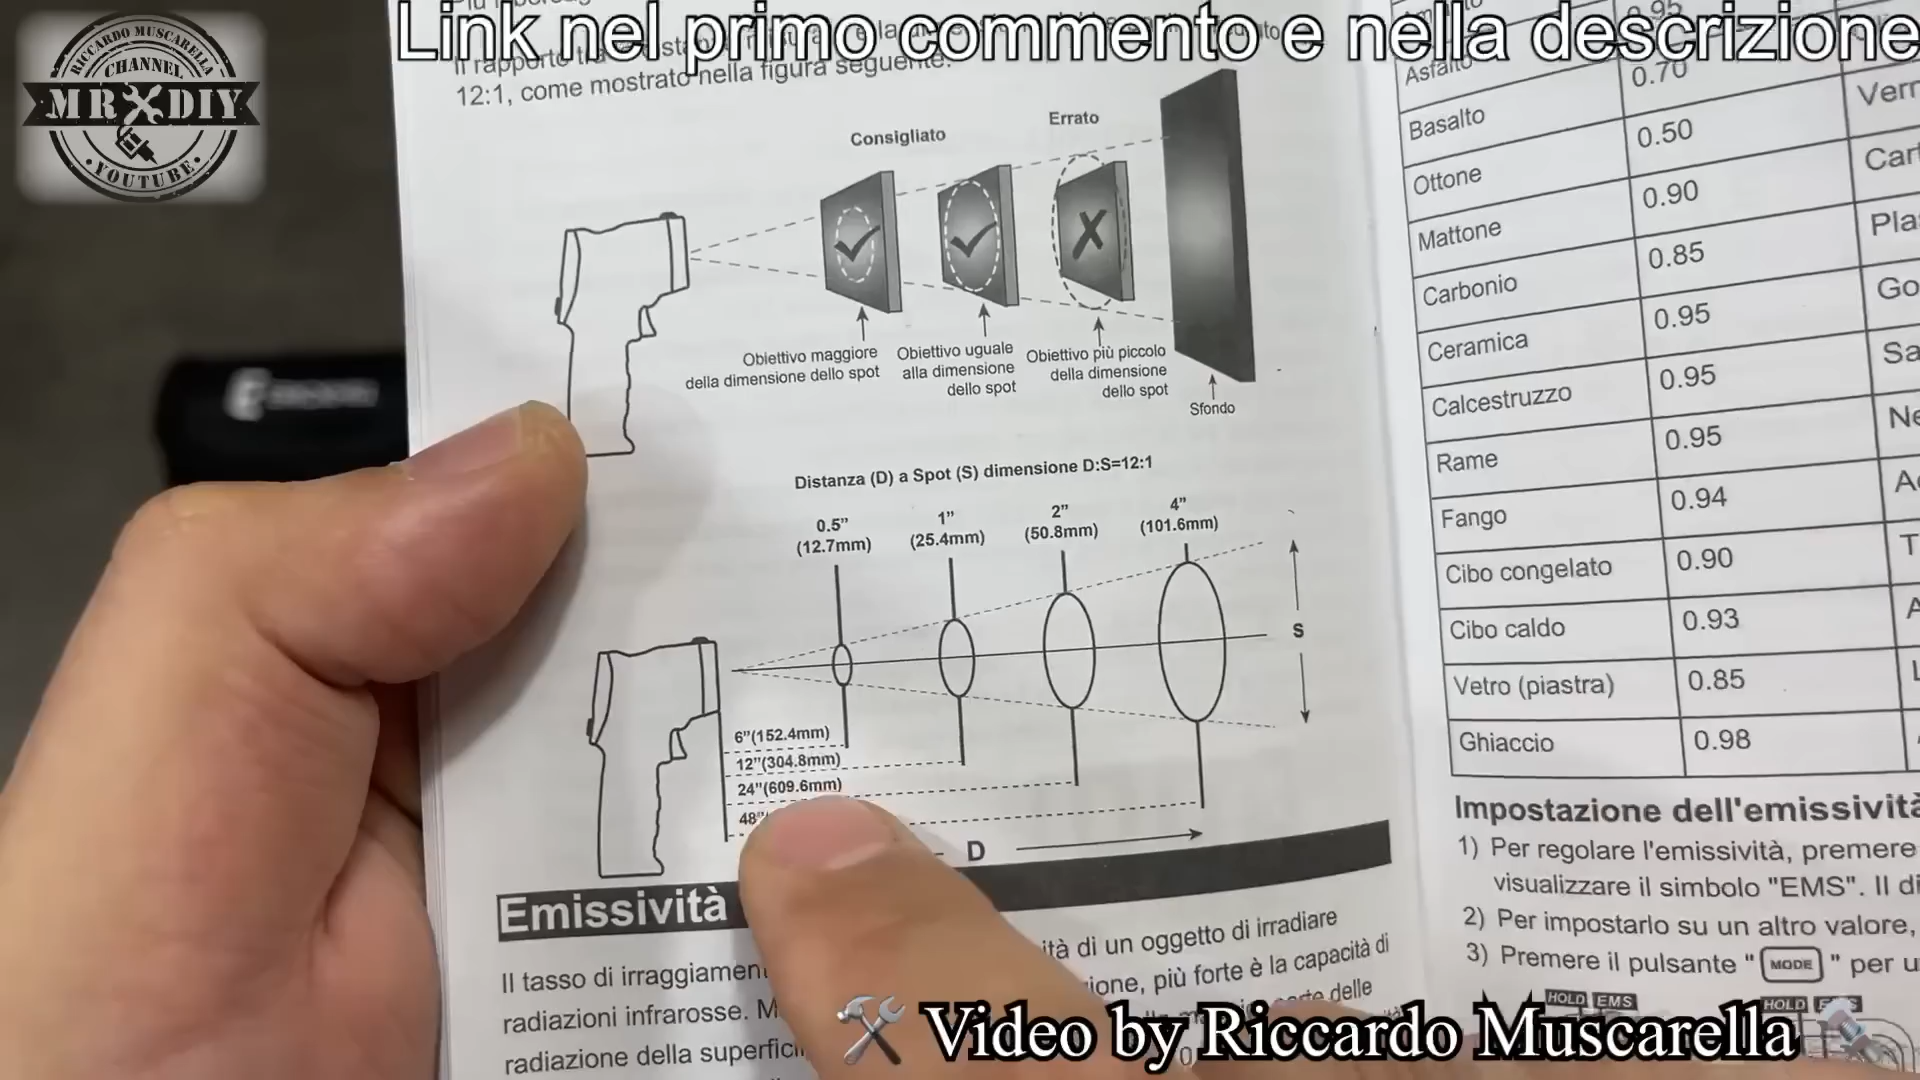 Link nel primo commento e nella descrizione
RICCARDO MUSCARELLA
CHANNEL
MR DIY
YOUTUBE
Il rapporto tra
12:1, come mostrato nella figura seguente.
Consigliato
Errato
Obiettivo maggiore
della dimensione dello spot
Obiettivo uguale
alla dimensione
dello spot
Obiettivo più piccolo
della dimensione
dello spot
Sfondo
Distanza (D) a Spot (S) dimensione D:S=12:1
0.5”
(12.7mm)
1”
(25.4mm)
2”
(50.8mm)
4”
(101.6mm)
S
6”(152.4mm)
12”(304.8mm)
24”(609.6mm)
48”
D
Emissività
Il tasso di
di un oggetto di irradiare
radiazioni infrarosse.
più forte è la capacità di
radiazione della
delle
0.95
Asfalto
0.70
Basalto
0.50
Ottone
0.90
Mattone
0.85
Carbonio
0.95
Ceramica
0.95
Calcestruzzo
0.95
Rame
0.94
Fango
0.90
Cibo congelato
0.93
Cibo caldo
0.85
Vetro (piastra)
0.98
Ghiaccio
Impostazione dell'emissività
1) Per regolare l'emissività, premere
visualizzare il simbolo "EMS". Il
2) Per impostarlo su un altro valore,
3) Premere il pulsante " MODE " per
HOLD EMS
HOLD
Video by Riccardo Muscarella